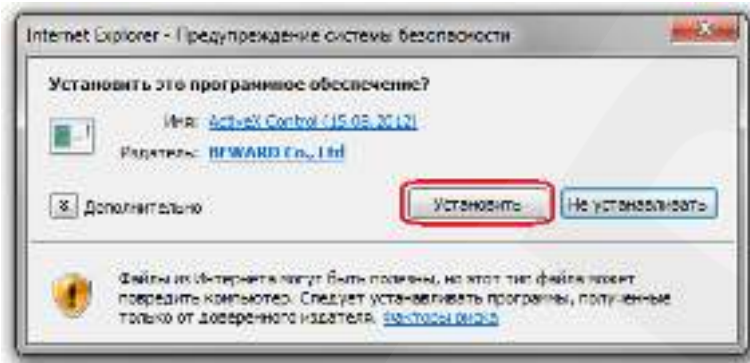 Internet Explorer - Предупреждение системы безопасности
Установить это программное обеспечение?
Имя: ActiveX Control (15.08.2012)
Издатель: BEWARD Co., Ltd
Дополнительно
Установить
Не устанавливать
Файлы из Интернета могут быть полезны, но этот тип файла может
повредить компьютер. Следует устанавливать программы, полученные
только от доверенного издателя. Факторы риска